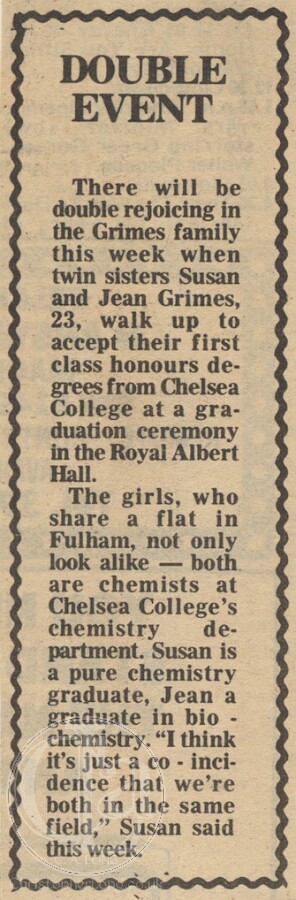 DOUBLE
EVENT
There will be
double rejoicing in
the Grimes family
this week when
twin sisters Susan
and Jean Grimes,
23, walk up to
accept their first
class honours de-
grees from Chelsea
College at a gra-
duation ceremony
in the Royal Albert
Hall.
The girls, who
share a flat in
Fulham, not only
look alike — both
are chemists at
Chelsea College's
chemistry de-
partment. Susan is
a pure chemistry
graduate, Jean a
graduate in bio -
chemistry. "I think
it's just a co - inci-
dence that we're
both in the same
field," Susan said
this week.